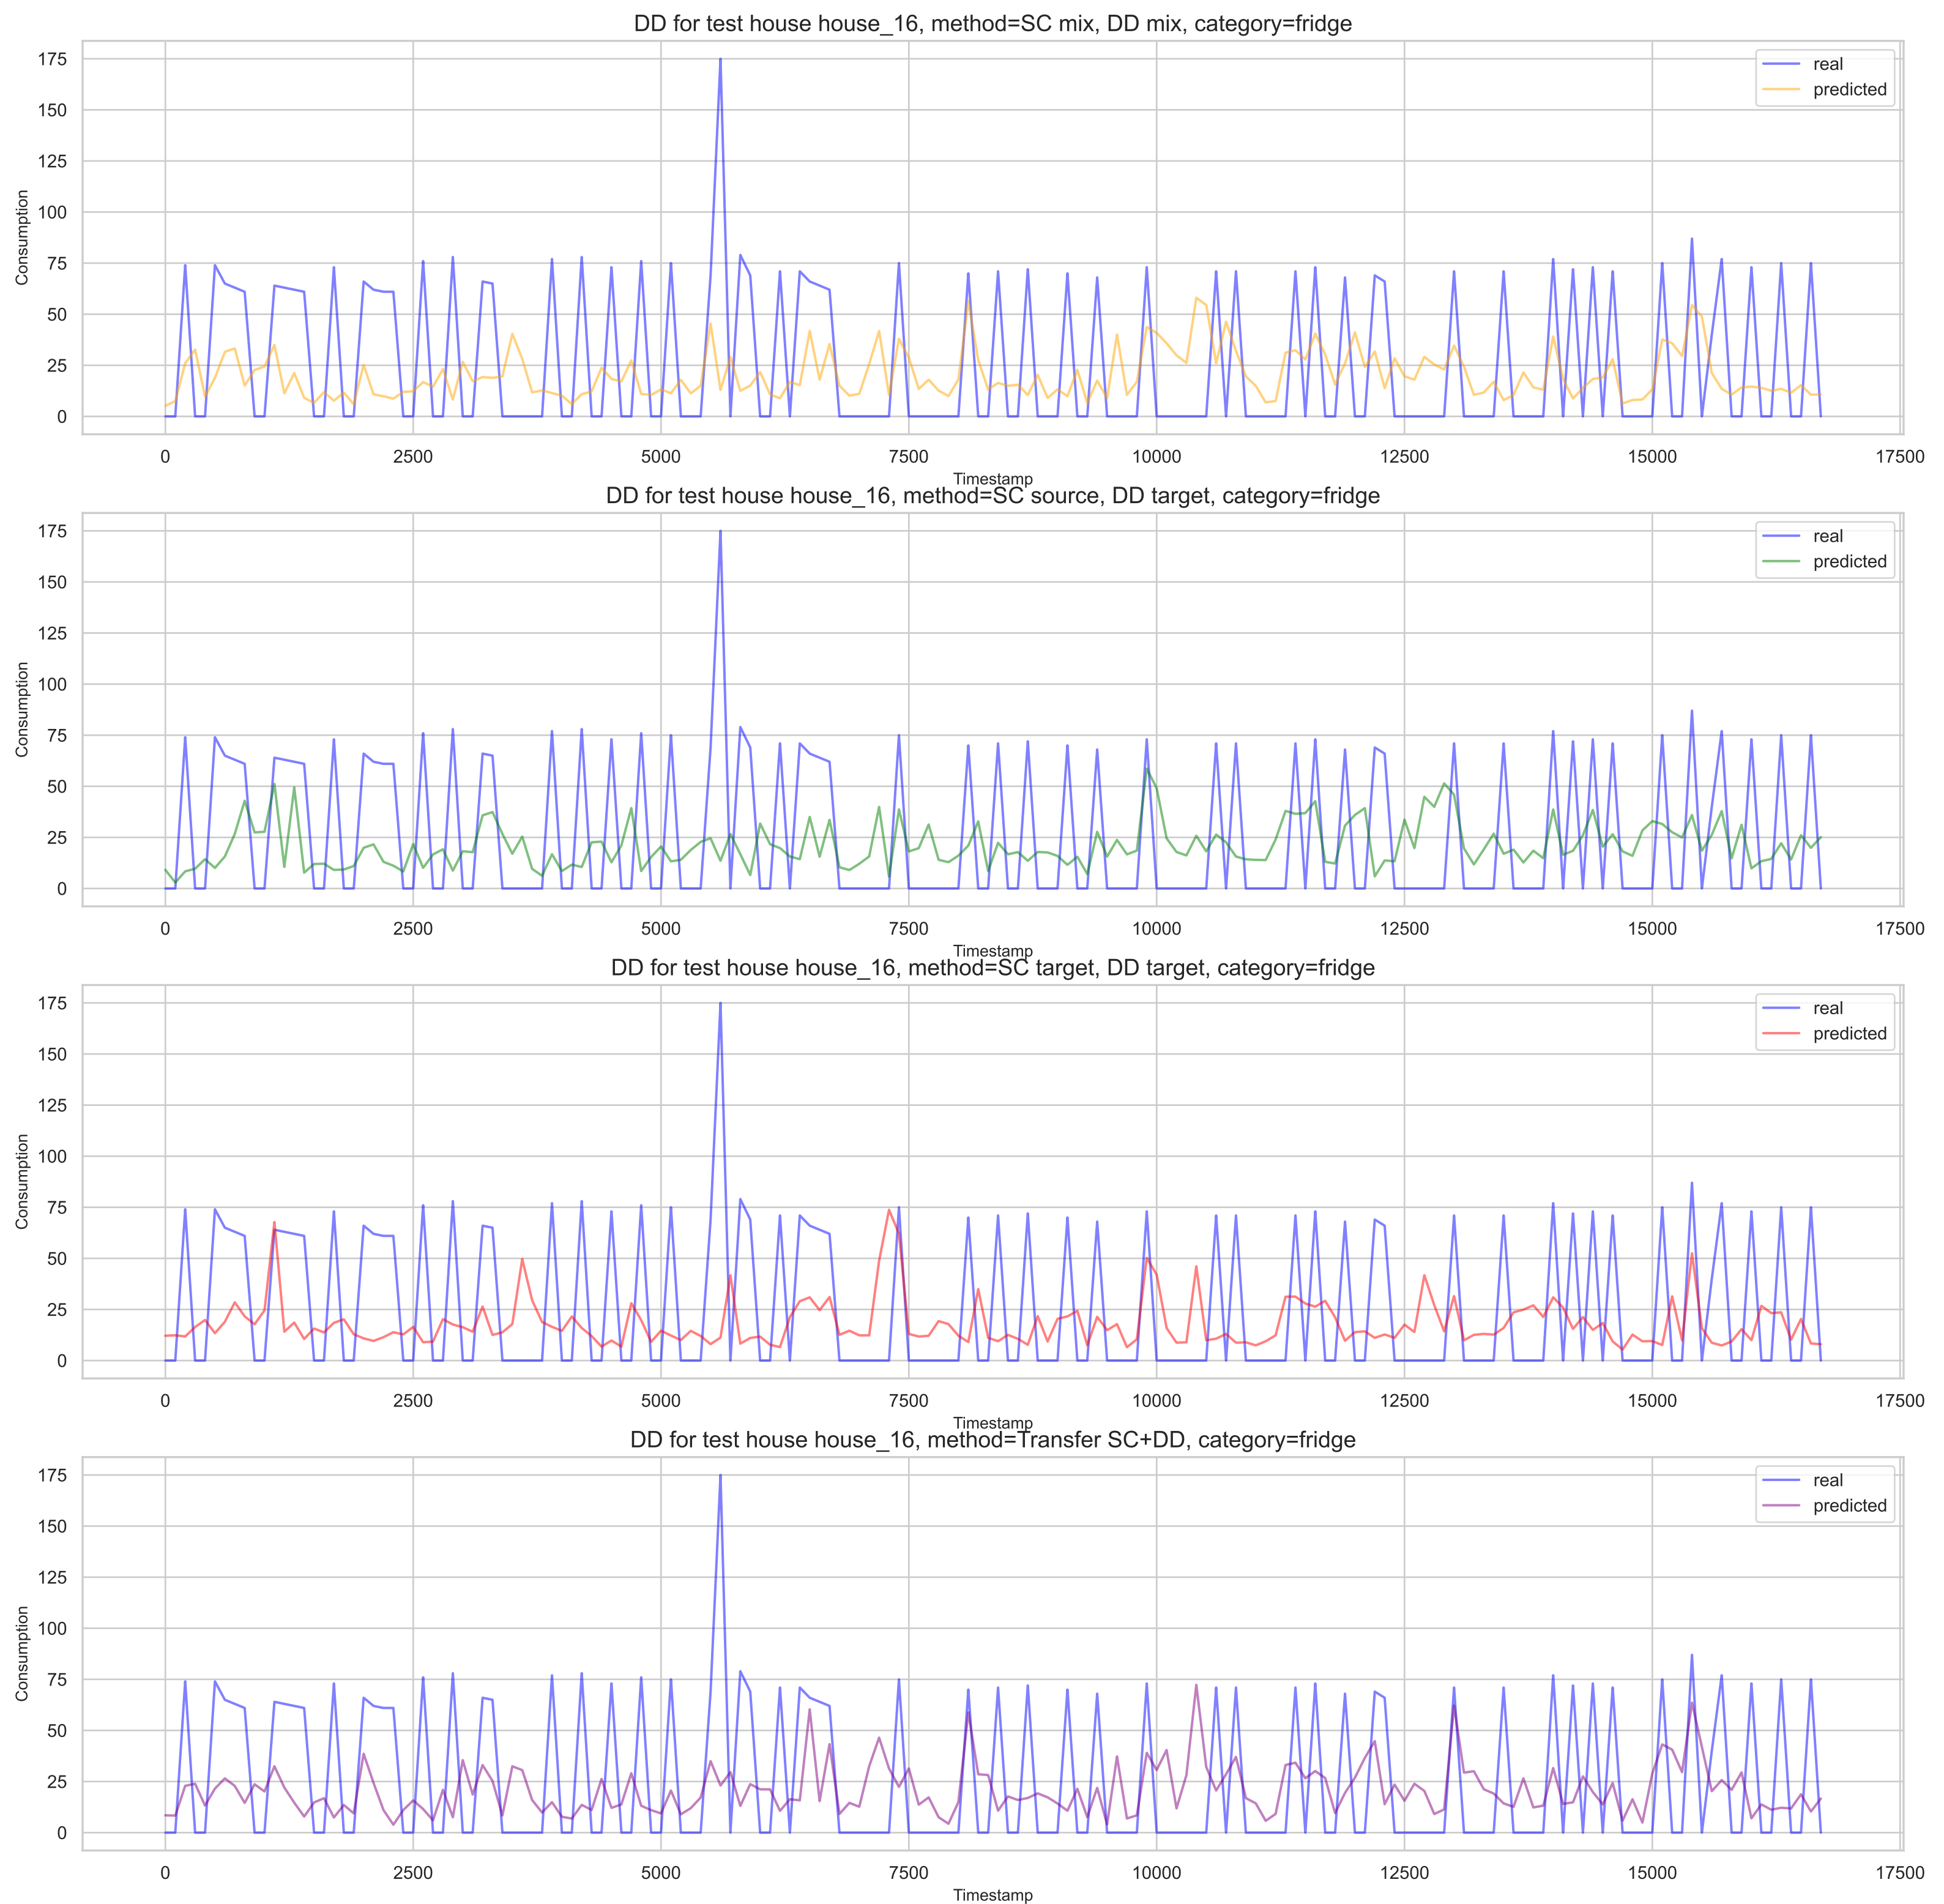 DD for test house house_16, method=SC mix, DD mix, category=fridge
175
150
125
100
75
50
25
0
Consumption
real
predicted
0 2500 5000 7500 10000 12500 15000 17500
Timestamp
DD for test house house_16, method=SC source, DD target, category=fridge
175
150
125
100
75
50
25
0
Consumption
real
predicted
0 2500 5000 7500 10000 12500 15000 17500
Timestamp
DD for test house house_16, method=SC target, DD target, category=fridge
175
150
125
100
75
50
25
0
Consumption
real
predicted
0 2500 5000 7500 10000 12500 15000 17500
Timestamp
DD for test house house_16, method=Transfer SC+DD, category=fridge
175
150
125
100
75
50
25
0
Consumption
real
predicted
0 2500 5000 7500 10000 12500 15000 17500
Timestamp